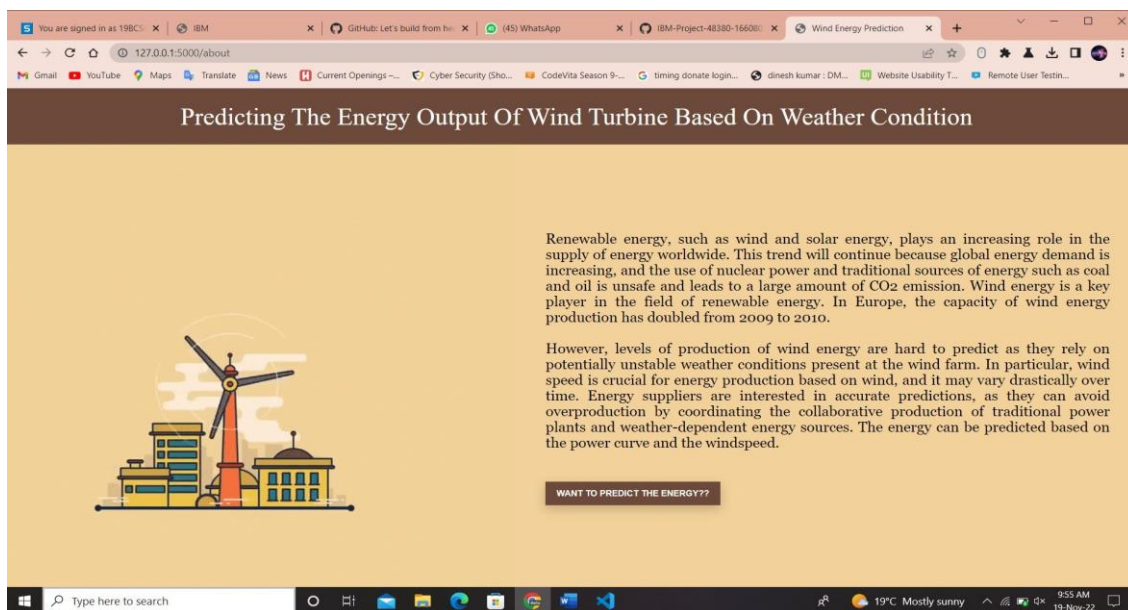 You are signed in as 19BCS
IBM
GitHub: Let's build from he
(45) WhatsApp
IBM-Project-48380-166080
Wind Energy Prediction
127.0.0.1:5000/about
Gmail
YouTube
Maps
Translate
News
Current Openings –...
Cyber Security (Sho...
CodeVita Season 9-...
timing donate login...
dinesh kumar : DM...
Website Usability T...
Remote User Testin...
Predicting The Energy Output Of Wind Turbine Based On Weather Condition
Renewable energy, such as wind and solar energy, plays an increasing role in the
supply of energy worldwide. This trend will continue because global energy demand is
increasing, and the use of nuclear power and traditional sources of energy such as coal
and oil is unsafe and leads to a large amount of CO2 emission. Wind energy is a key
player in the field of renewable energy. In Europe, the capacity of wind energy
production has doubled from 2009 to 2010.
However, levels of production of wind energy are hard to predict as they rely on
potentially unstable weather conditions present at the wind farm. In particular, wind
speed is crucial for energy production based on wind, and it may vary drastically over
time. Energy suppliers are interested in accurate predictions, as they can avoid
overproduction by coordinating the collaborative production of traditional power
plants and weather-dependent energy sources. The energy can be predicted based on
the power curve and the windspeed.
WANT TO PREDICT THE ENERGY??
Type here to search
19°C Mostly sunny
9:55 AM
19-Nov-22